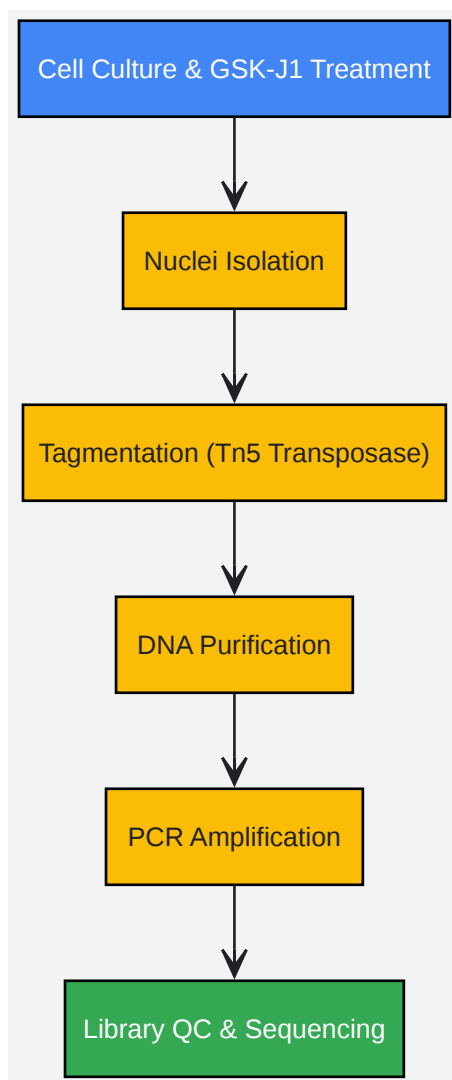 Cell Culture & GSK-J1 Treatment
Nuclei Isolation
Tagmentation (Tn5 Transposase)
DNA Purification
PCR Amplification
Library QC & Sequencing